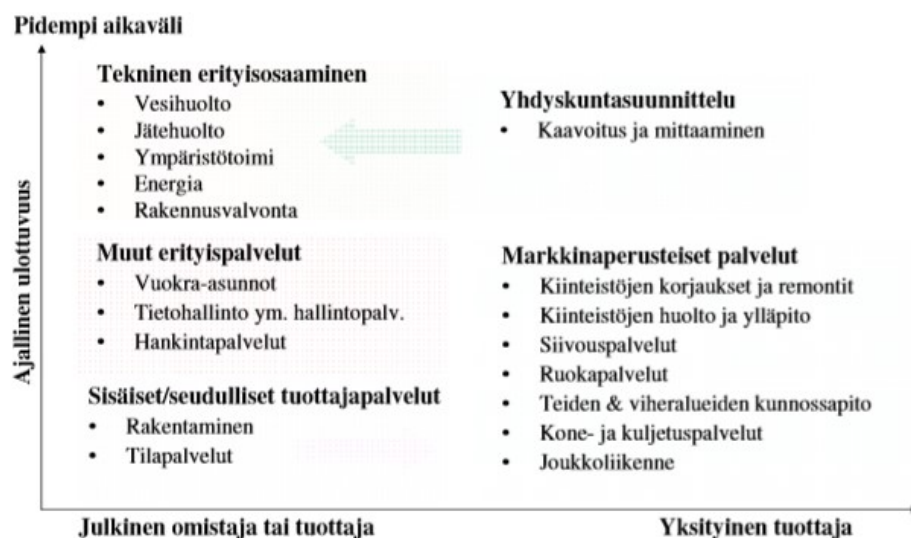 Pidempi aikaväli
Ajallinen ulottuvuus
Tekninen erityisosaaminen
• Vesihuolto
• Jätehuolto
• Ympäristötoimi
• Energia
• Rakennusvalvonta
Muut erityispalvelut
• Vuokra-asunnot
• Tietohallinto ym. hallintopalv.
• Hankintapalvelut
Sisäiset/seudulliset tuottajapalvelut
• Rakentaminen
• Tilapalvelut
Yhdyskuntasuunnittelu
• Kaavoitus ja mittaaminen
Markkinaperusteiset palvelut
• Kiinteistöjen korjaukset ja remontit
• Kiinteistöjen huolto ja ylläpito
• Siivouspalvelut
• Ruokapalvelut
• Teiden & viheralueiden kunnossapito
• Kone- ja kuljetuspalvelut
• Joukkoliikenne
Julkinen omistaja tai tuottaja
Yksityinen tuottaja